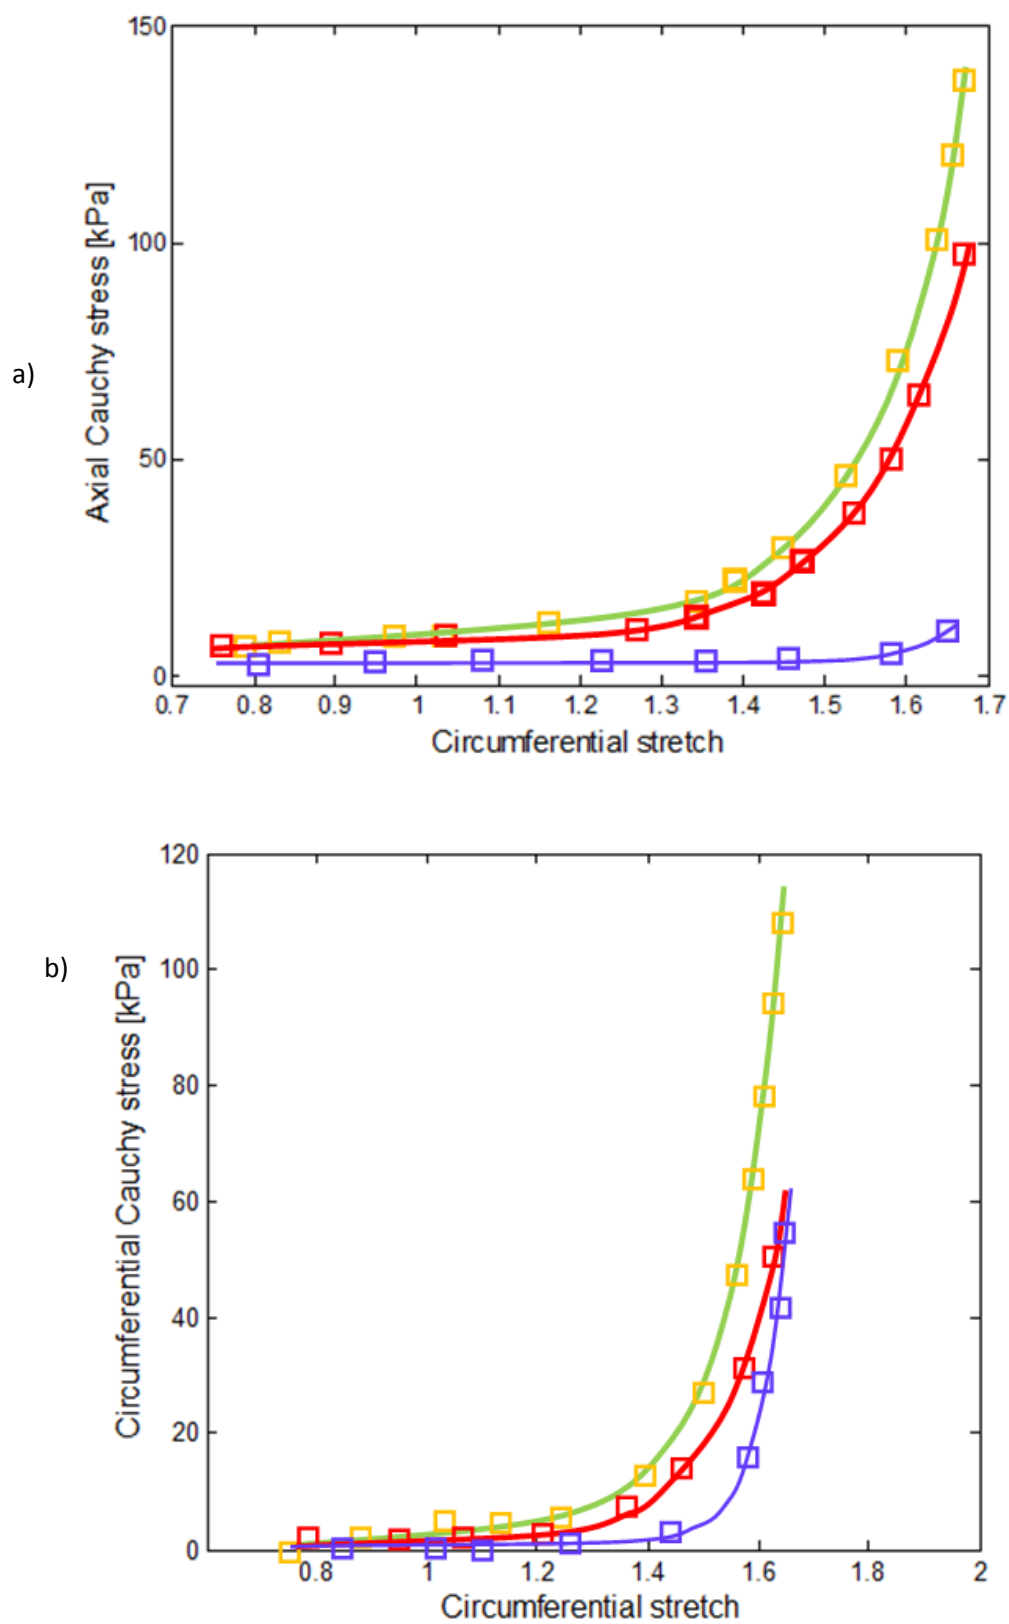 a)
Axial Cauchy stress [kPa]
150
100
50
0
0.7 0.8 0.9 1 1.1 1.2 1.3 1.4 1.5 1.6 1.7
Circumferential stretch
b)
Circumferential Cauchy stress [kPa]
120
100
80
60
40
20
0
0.8 1 1.2 1.4 1.6 1.8 2
Circumferential stretch